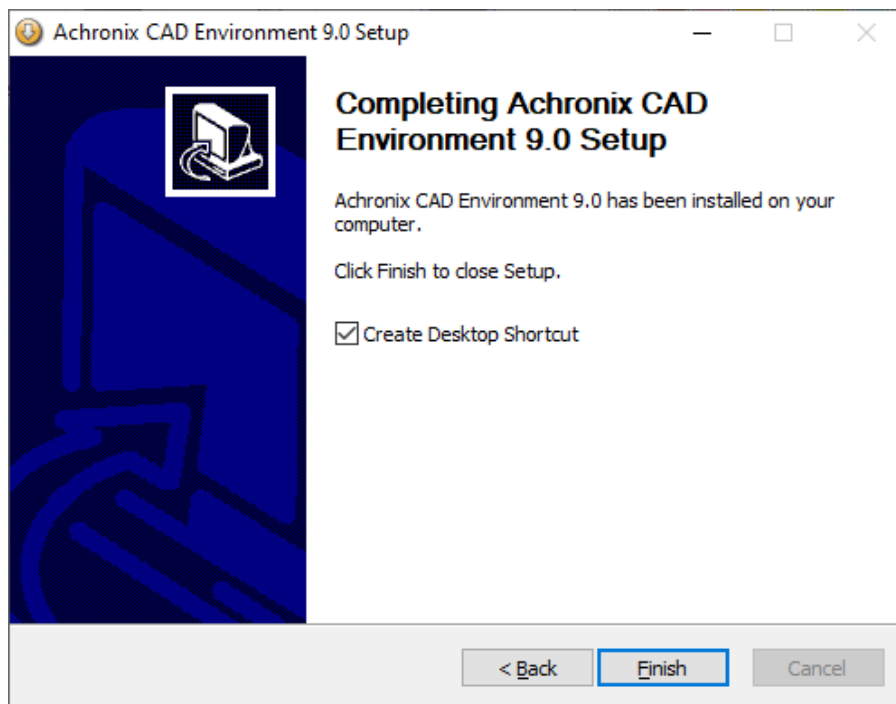 Achronix CAD Environment 9.0 Setup
Completing Achronix CAD
Environment 9.0 Setup
Achronix CAD Environment 9.0 has been installed on your
computer.
Click Finish to close Setup.
Create Desktop Shortcut
< Back
Finish
Cancel